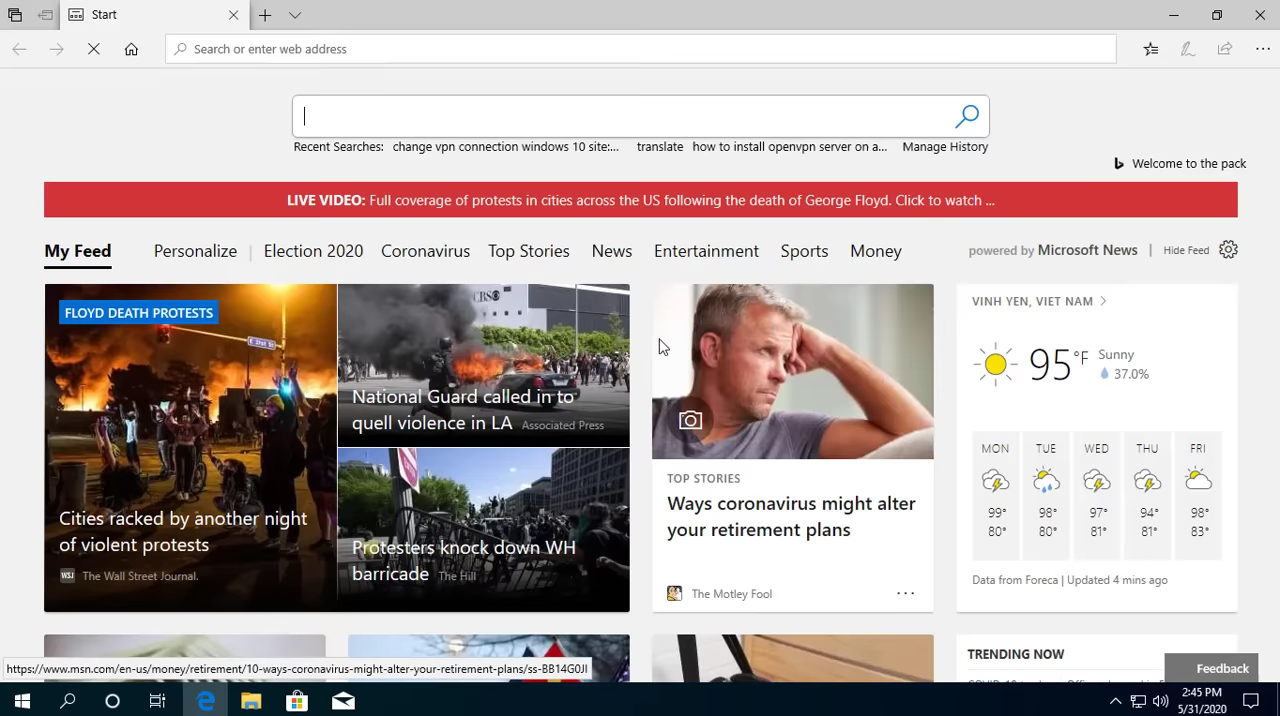 Start
Search or enter web address
Recent Searches: change vpn connection windows 10 site:... translate how to install openvpn server on a... Manage History
Welcome to the pack
LIVE VIDEO: Full coverage of protests in cities across the US following the death of George Floyd. Click to watch ...
My Feed Personalize | Election 2020 Coronavirus Top Stories News Entertainment Sports Money powered by Microsoft News | Hide Feed
FLOYD DEATH PROTESTS
Cities racked by another night
of violent protests
WSJ The Wall Street Journal.
CBS
National Guard called in to
quell violence in LA Associated Press
Protesters knock down WH
barricade The Hill
TOP STORIES
Ways coronavirus might alter
your retirement plans
The Motley Fool
VINH YEN, VIET NAM
95°F Sunny
37.0%
MON TUE WED THU FRI
99° 98° 97° 94° 98°
80° 80° 81° 81° 83°
Data from Foreca | Updated 4 mins ago
TRENDING NOW
Feedback
https://www.msn.com/en-us/money/retirement/10-ways-coronavirus-might-alter-your-retirement-plans/ss-BB14G0JI
2:45 PM
5/31/2020